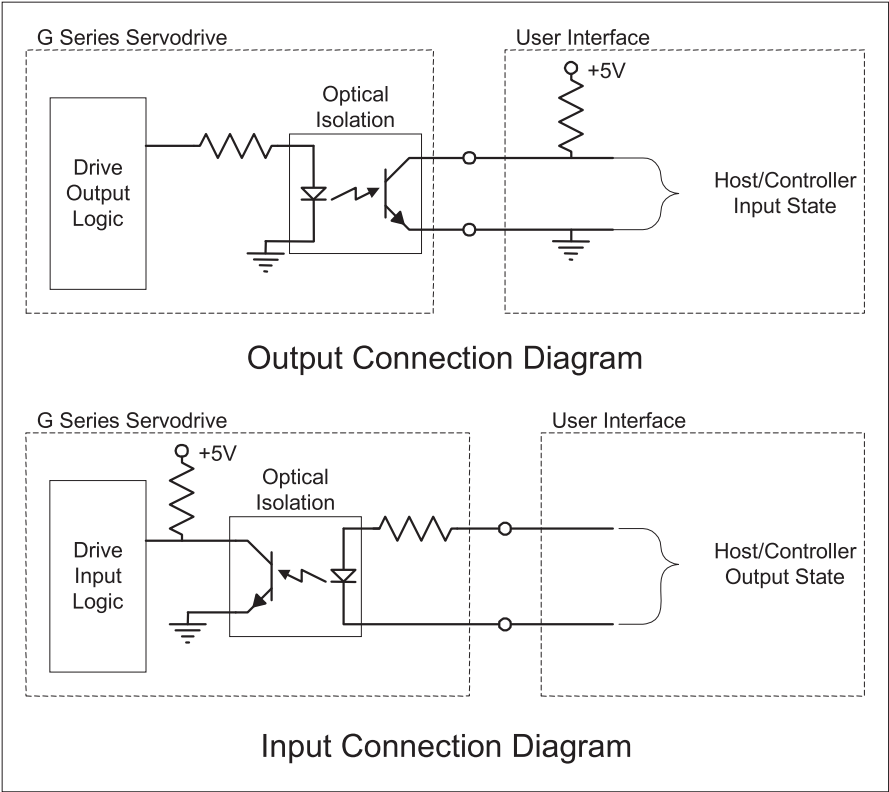 G Series Servodrive
User Interface
+5V
Optical
Isolation
Drive
Output
Logic
Host/Controller
Input State
Output Connection Diagram
G Series Servodrive
User Interface
+5V
Optical
Isolation
Drive
Input
Logic
Host/Controller
Output State
Input Connection Diagram